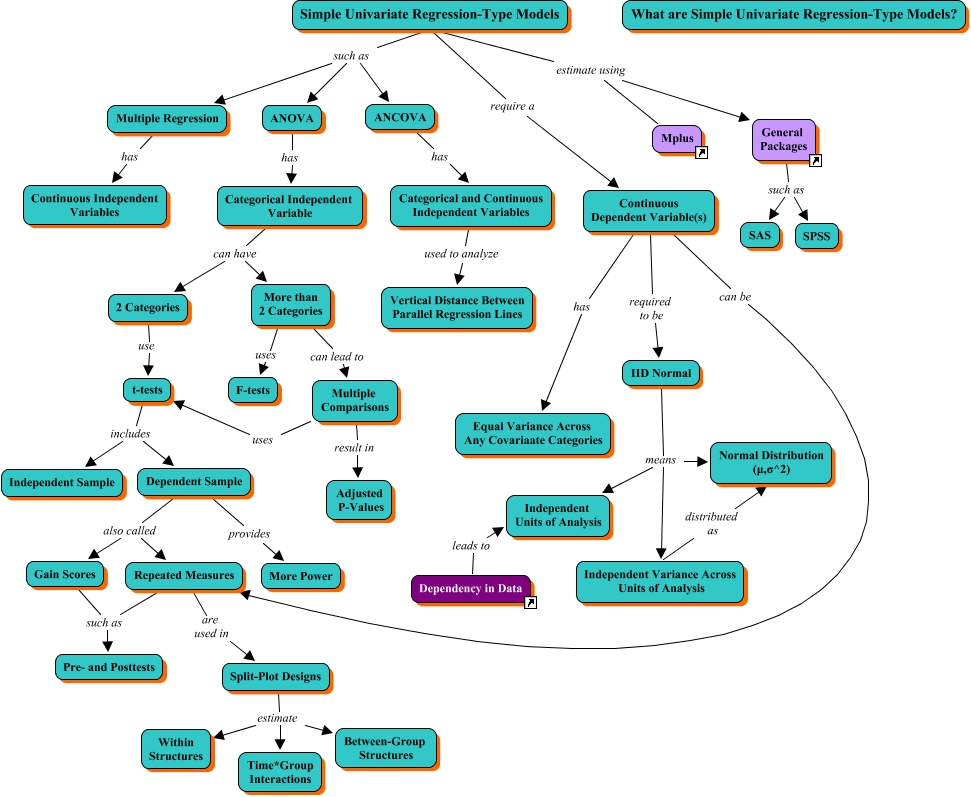 Simple Univariate Regression-Type Models
What are Simple Univariate Regression-Type Models?
such as
estimate using
require a
Multiple Regression
ANOVA
ANCOVA
Mplus
General
Packages
has
has
has
such as
Continuous Independent
Variables
Categorical Independent
Variable
Categorical and Continuous
Independent Variables
Continuous
Dependent Variable(s)
SAS
SPSS
can have
used to analyze
has
required
to be
can be
2 Categories
More than
2 Categories
Vertical Distance Between
Parallel Regression Lines
use
uses
can lead to
IID Normal
t-tests
F-tests
Multiple
Comparisons
includes
uses
result in
Equal Variance Across
Any Covariaate Categories
means
Normal Distribution
(μ,σ^2)
Independent Sample
Dependent Sample
Adjusted
P-Values
Independent
Units of Analysis
distributed
as
also called
provides
leads to
Gain Scores
Repeated Measures
More Power
Dependency in Data
Independent Variance Across
Units of Analysis
such as
are
used in
Pre- and Posttests
Split-Plot Designs
estimate
Within
Structures
Time*Group
Interactions
Between-Group
Structures